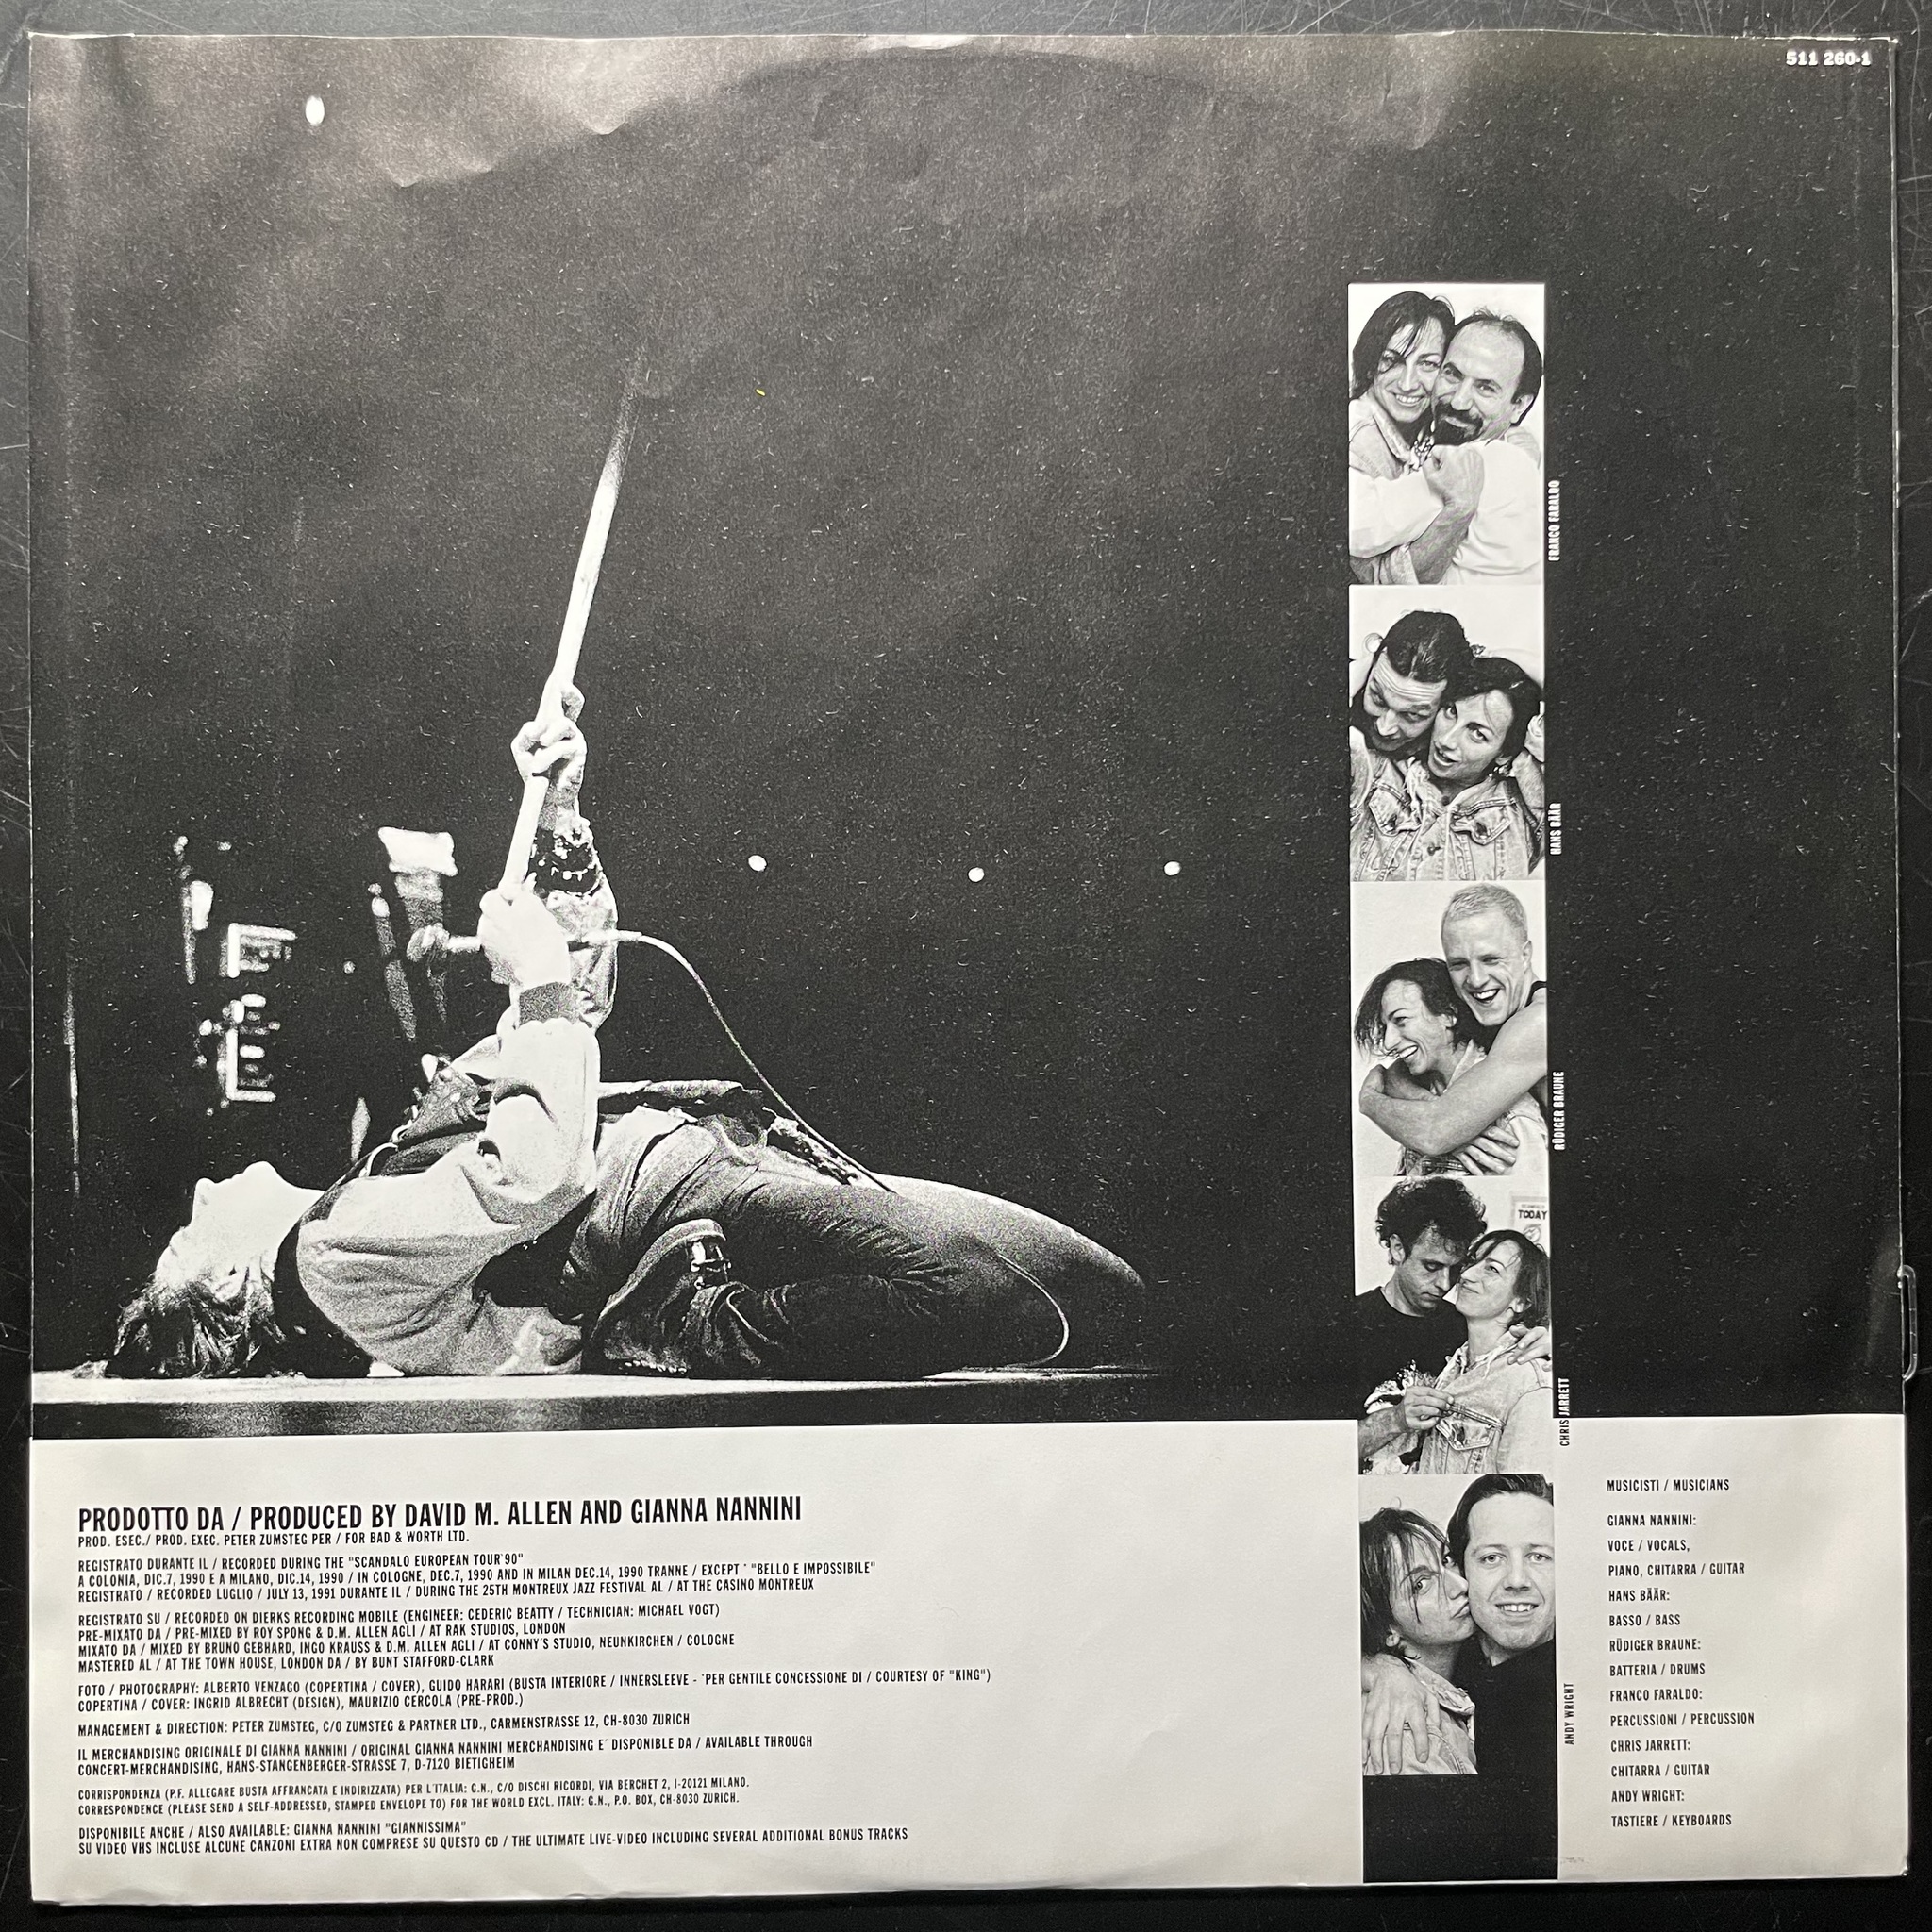 511 260-1
FRANCO FARALDO
HANS BÄÄR
RÜDIGER BRAUNE
TODAY
CHRIS JARRETT
ANDY WRIGHT
PRODOTTO DA / PRODUCED BY DAVID M. ALLEN AND GIANNA NANNINI
PROD. ESEC./ PROD. EXEC. PETER ZUMSTEG PER / FOR BAD & WORTH LTD.
REGISTRATO DURANTE IL / RECORDED DURING THE "SCANDALO EUROPEAN TOUR'90"
A COLONIA, DIC.7, 1990 E A MILANO, DIC.14, 1990 / IN COLOGNE, DEC.7, 1990 AND IN MILAN DEC.14, 1990 TRANNE / EXCEPT * "BELLO E IMPOSSIBILE"
REGISTRATO / RECORDED LUGLIO / JULY 13, 1991 DURANTE IL / DURING THE 25TH MONTREUX JAZZ FESTIVAL AL / AT THE CASINO MONTREUX
REGISTRATO SU / RECORDED ON DIERKS RECORDING MOBILE (ENGINEER: CEDERIC BEATTY / TECHNICIAN: MICHAEL VOGT)
PRE-MIXATO DA / PRE-MIXED BY ROY SPONG & D.M. ALLEN AGLI / AT RAK STUDIOS, LONDON
MIXATO DA / MIXED BY BRUNO GEBHARD, INGO KRAUSS & D.M. ALLEN AGLI / AT CONNY'S STUDIO, NEUNKIRCHEN / COLOGNE
MASTERED AL / AT THE TOWN HOUSE, LONDON DA / BY BUNT STAFFORD-CLARK
FOTO / PHOTOGRAPHY: ALBERTO VENZAGO (COPERTINA / COVER), GUIDO HARARI (BUSTA INTERIORE / INNERSLEEVE - *PER GENTILE CONCESSIONE DI / COURTESY OF "KING")
COPERTINA / COVER: INGRID ALBRECHT (DESIGN), MAURIZIO CERCOLA (PRE-PROD.)
MANAGEMENT & DIRECTION: PETER ZUMSTEG, C/O ZUMSTEG & PARTNER LTD., CARMENSTRASSE 12, CH-8030 ZURICH
IL MERCHANDISING ORIGINALE DI GIANNA NANNINI / ORIGINAL GIANNA NANNINI MERCHANDISING E' DISPONIBLE DA / AVAILABLE THROUGH
CONCERT-MERCHANDISING, HANS-STANGENBERGER-STRASSE 7, D-7120 BIETIGHEIM
CORRISPONDENZA (P.F. ALLEGARE BUSTA AFFRANCATA E INDIRIZZATA) PER L'ITALIA: G.N., C/O DISCHI RICORDI, VIA BERCHET 2, I-20121 MILANO.
CORRESPONDENCE (PLEASE SEND A SELF-ADDRESSED, STAMPED ENVELOPE TO) FOR THE WORLD EXCL. ITALY: G.N., P.O. BOX, CH-8030 ZURICH.
DISPONIBILE ANCHE / ALSO AVAILABLE: GIANNA NANNINI "GIANNISSIMA"
SU VIDEO VHS INCLUSE ALCUNE CANZONI EXTRA NON COMPRESE SU QUESTO CD / THE ULTIMATE LIVE-VIDEO INCLUDING SEVERAL ADDITIONAL BONUS TRACKS
MUSICISTI / MUSICIANS
GIANNA NANNINI:
VOCE / VOCALS,
PIANO, CHITARRA / GUITAR
HANS BÄÄR:
BASSO / BASS
RÜDIGER BRAUNE:
BATTERIA / DRUMS
FRANCO FARALDO:
PERCUSSIONI / PERCUSSION
CHRIS JARRETT:
CHITARRA / GUITAR
ANDY WRIGHT:
TASTIERE / KEYBOARDS